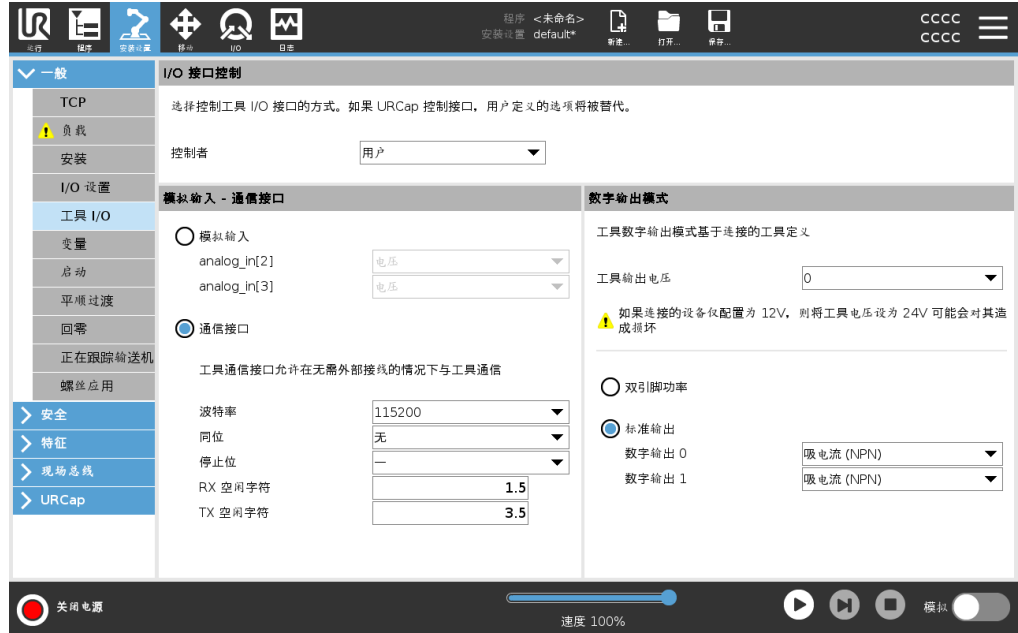 UR
运行
程序
安装设置
移动
I/O
日志
程序 <未命名>
安装设置 default*
新建...
打开...
保存...
CCCC
CCCC
一般
TCP
负载
安装
I/O 设置
工具 I/O
变量
启动
平顺过渡
回零
正在跟踪输送机
螺丝应用
安全
特征
现场总线
URCap
I/O 接口控制
选择控制工具 I/O 接口的方式。如果 URCap 控制接口，用户定义的选项将被替代。
控制者
用户
模拟输入 - 通信接口
模拟输入
analog_in[2]
电压
analog_in[3]
电压
通信接口
工具通信接口允许在无需外部接线的情况下与工具通信
波特率
115200
同位
无
停止位
一
RX 空闲字符
1.5
TX 空闲字符
3.5
数字输出模式
工具数字输出模式基于连接的工具定义
工具输出电压
0
如果连接的设备仅配置为 12V，则将工具电压设为 24V 可能会对其造
成损坏
双引脚功率
标准输出
数字输出 0
吸电流 (NPN)
数字输出 1
吸电流 (NPN)
关闭电源
速度 100%
模拟